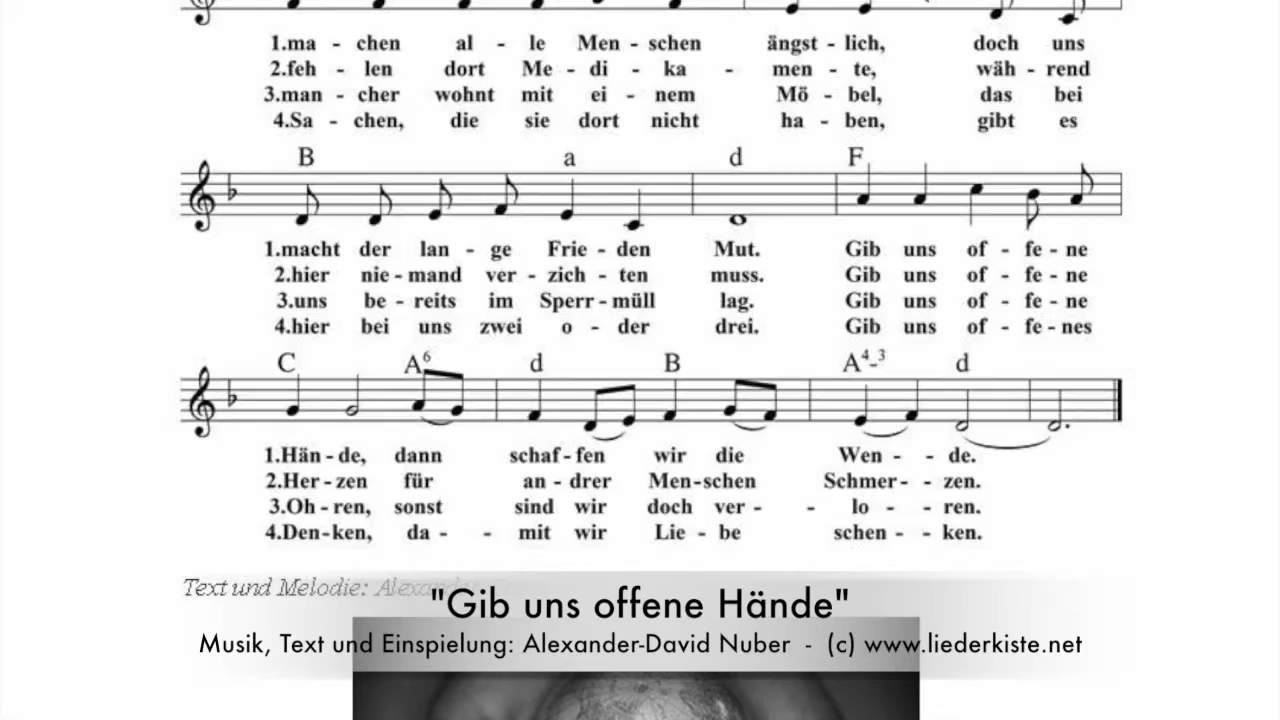 1.ma - chen al - le Men - schen ängst - lich, doch uns
2.feh - len dort Me - di - ka - men - te, wäh - rend
3.man - cher wohnt mit ei - nem Mö - bel, das bei
4.Sa - chen, die sie dort nicht ha - ben, gibt es
B a d F
1.macht der lan - ge Frie - den Mut. Gib uns of - fe - ne
2.hier nie - mand ver - zich - ten muss. Gib uns of - fe - ne
3.uns be - reits im Sperr - müll lag. Gib uns of - fe - ne
4.hier bei uns zwei o - der drei. Gib uns of - fe - nes
C A6 d B A4-3 d
1.Hän - de, dann schaf - fen wir die Wen - - de.
2.Her - zen für an - drer Men - schen Schmer - - zen.
3.Oh - ren, sonst sind wir doch ver - - lo - - ren.
4.Den - ken, da - - mit wir Lie - be schen - - ken.
Text und Melodie:
"Gib uns offene Hände"
Musik, Text und Einspielung: Alexander-David Nuber - (c) www.liederkiste.net